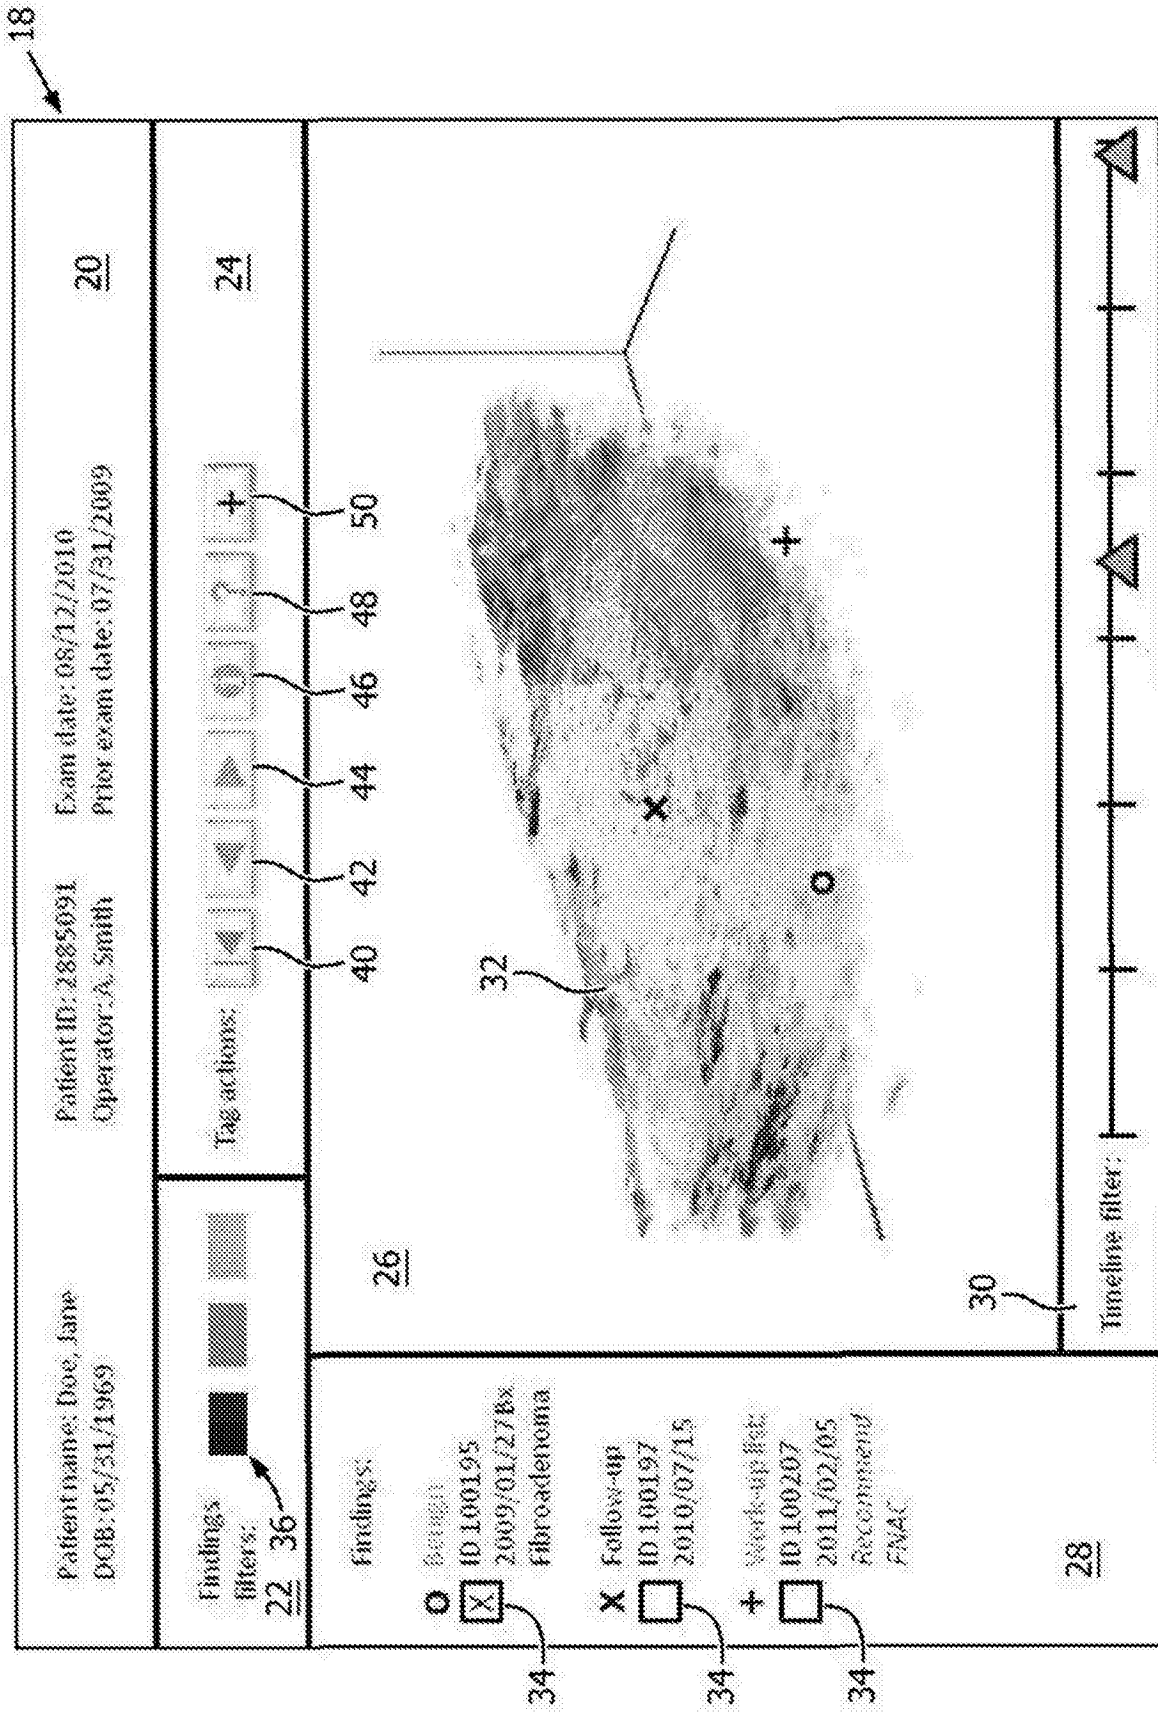 18
Patient name: Doe, Jane
DOB: 05/31/1969
Patient ID: 2885091
Operator: A. Smith
Exam date: 08/12/2010
Prior exam date: 07/31/2009
20
Findings
filters:
22
36
Tag actions:
?
+
24
40
42
44
46
48
50
Findings:
O Benign
X
ID 100195
2009/01/27 Bx
Fibroadenoma
34
X Follow-up
ID 100197
2010/07/15
34
+ Work-up list:
ID 100207
2011/02/05
Recommend
FNAC
34
28
26
32
X
O
+
30
Timeline filter: